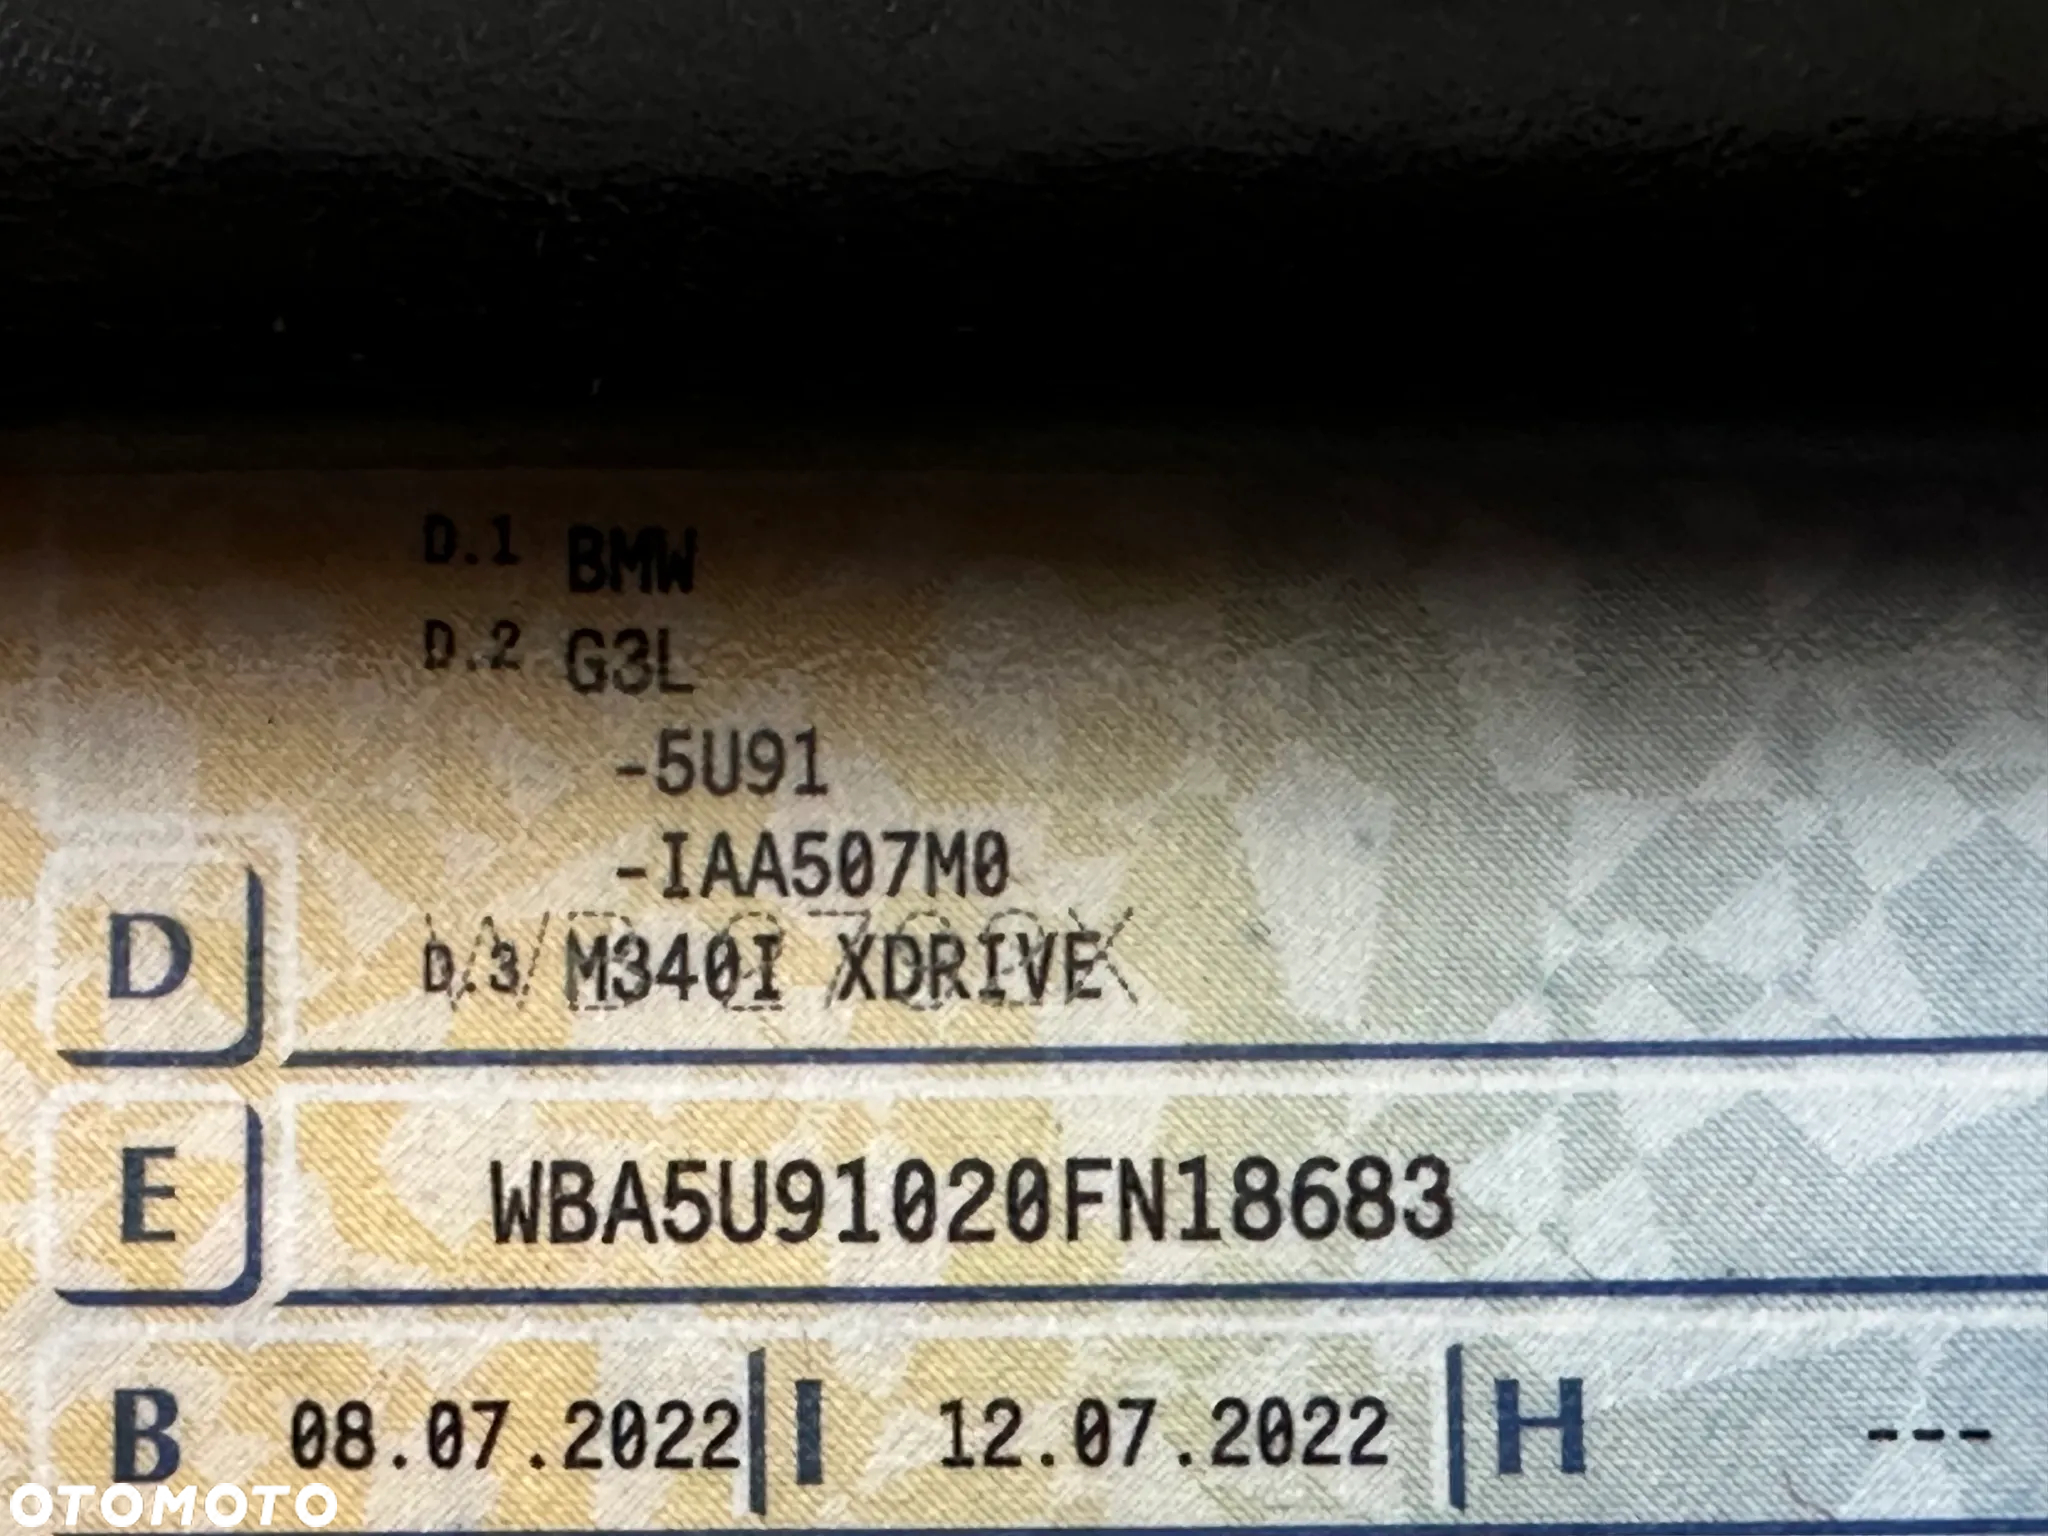 D.1 BMW
D.2 G3L
-5U91
-IAA507M0
D D.3 M340I XDRIVE
E WBA5U91020FN18683
B 08.07.2022 I 12.07.2022 H ---
OTOMOTO